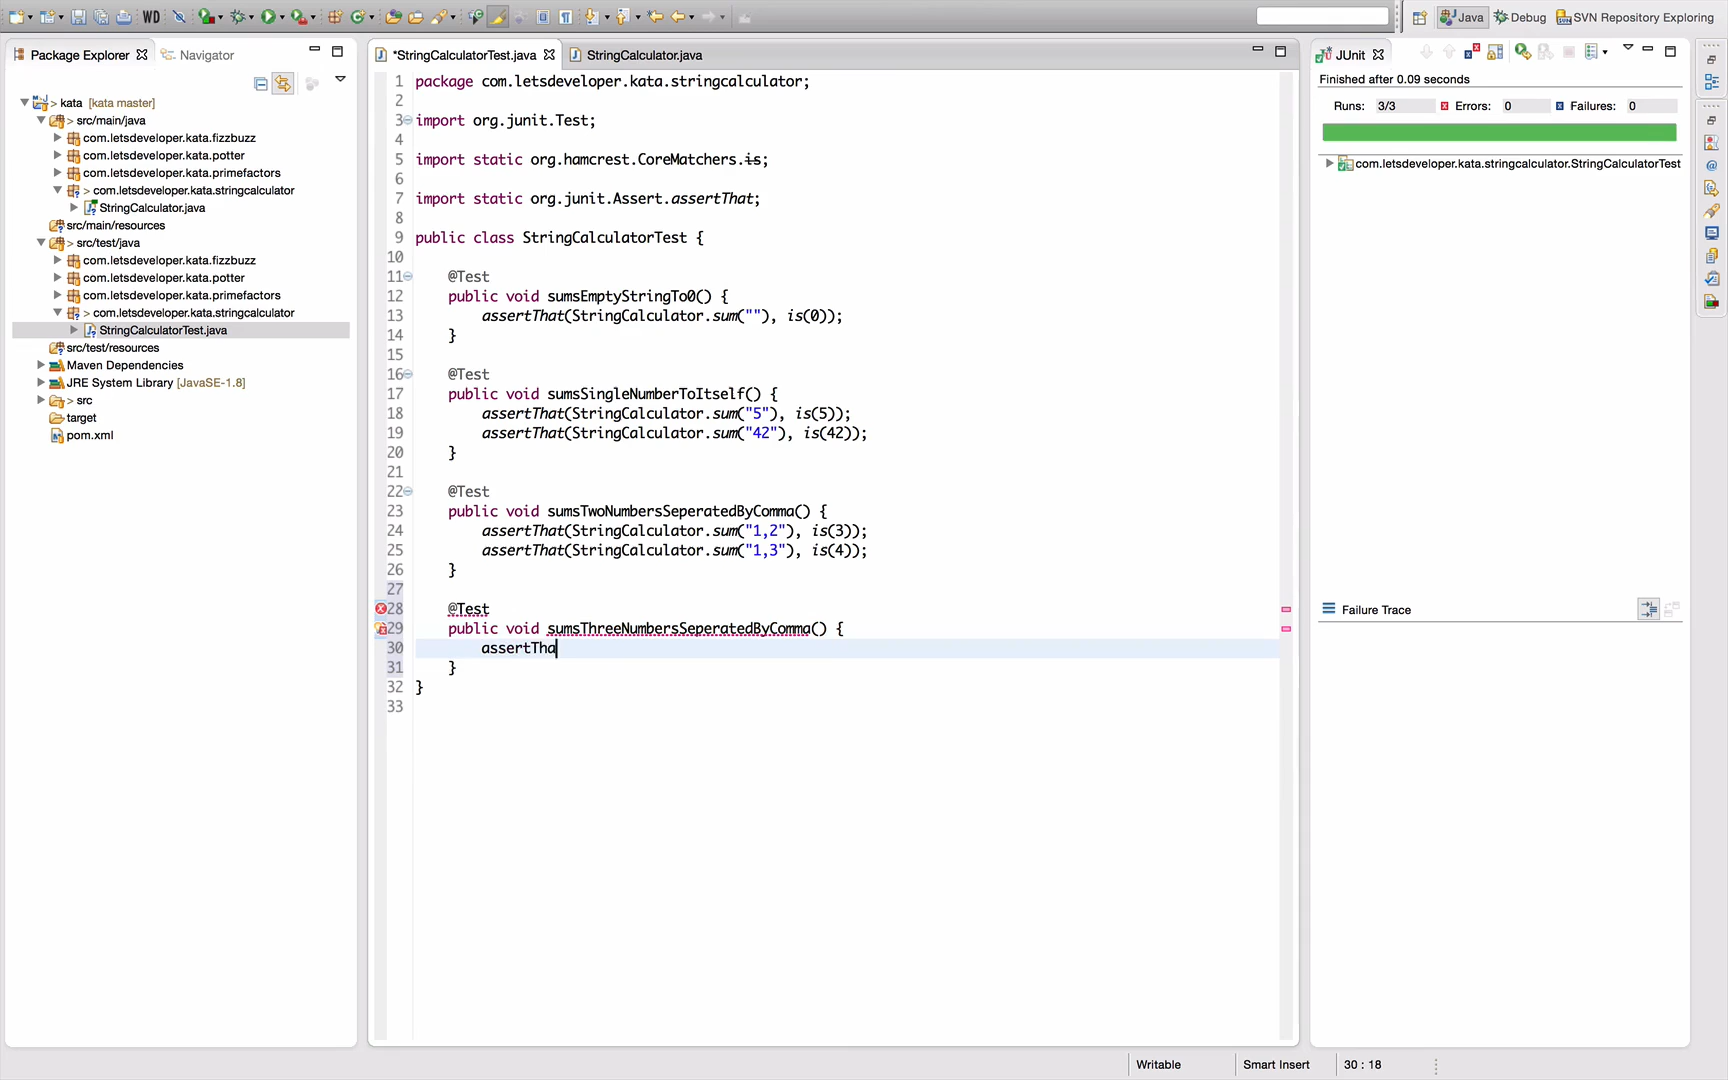 WD
Java
Debug
SVN Repository Exploring
Package Explorer
Navigator
> kata [kata master]
> src/main/java
com.letsdeveloper.kata.fizzbuzz
com.letsdeveloper.kata.potter
com.letsdeveloper.kata.primefactors
> com.letsdeveloper.kata.stringcalculator
StringCalculator.java
src/main/resources
> src/test/java
com.letsdeveloper.kata.fizzbuzz
com.letsdeveloper.kata.potter
com.letsdeveloper.kata.primefactors
> com.letsdeveloper.kata.stringcalculator
StringCalculatorTest.java
src/test/resources
Maven Dependencies
JRE System Library [JavaSE-1.8]
> src
target
pom.xml
*StringCalculatorTest.java
StringCalculator.java
1 package com.letsdeveloper.kata.stringcalculator;
2
3 import org.junit.Test;
4
5 import static org.hamcrest.CoreMatchers.is;
6
7 import static org.junit.Assert.assertThat;
8
9 public class StringCalculatorTest {
10
11 @Test
12 public void sumsEmptyStringTo0() {
13 assertThat(StringCalculator.sum(""), is(0));
14 }
15
16 @Test
17 public void sumsSingleNumberToItself() {
18 assertThat(StringCalculator.sum("5"), is(5));
19 assertThat(StringCalculator.sum("42"), is(42));
20 }
21
22 @Test
23 public void sumsTwoNumbersSeperatedByComma() {
24 assertThat(StringCalculator.sum("1,2"), is(3));
25 assertThat(StringCalculator.sum("1,3"), is(4));
26 }
27
28 @Test
29 public void sumsThreeNumbersSeperatedByComma() {
30 assertTha
31 }
32 }
33
JUnit
Finished after 0.09 seconds
Runs: 3/3 Errors: 0 Failures: 0
com.letsdeveloper.kata.stringcalculator.StringCalculatorTest
Failure Trace
Writable
Smart Insert
30 : 18